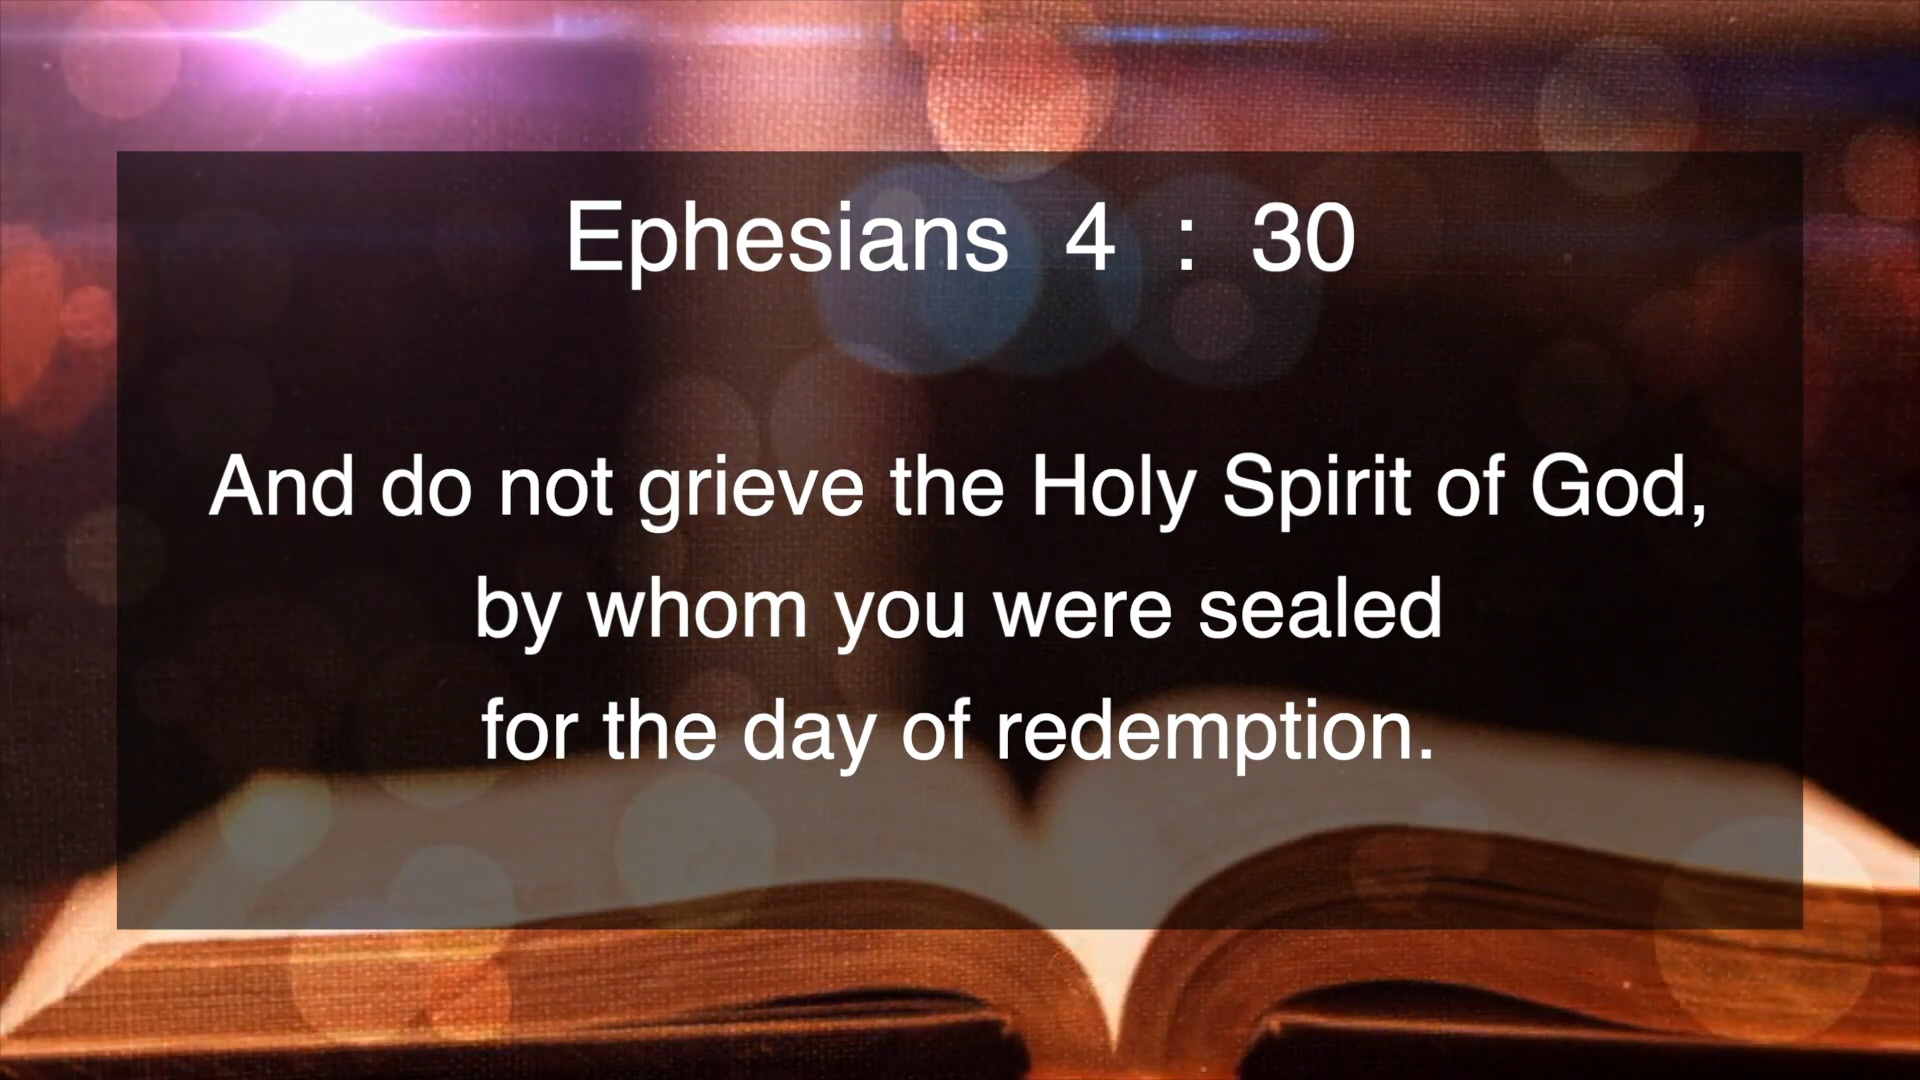 Ephesians 4 : 30
And do not grieve the Holy Spirit of God,
by whom you were sealed
for the day of redemption.